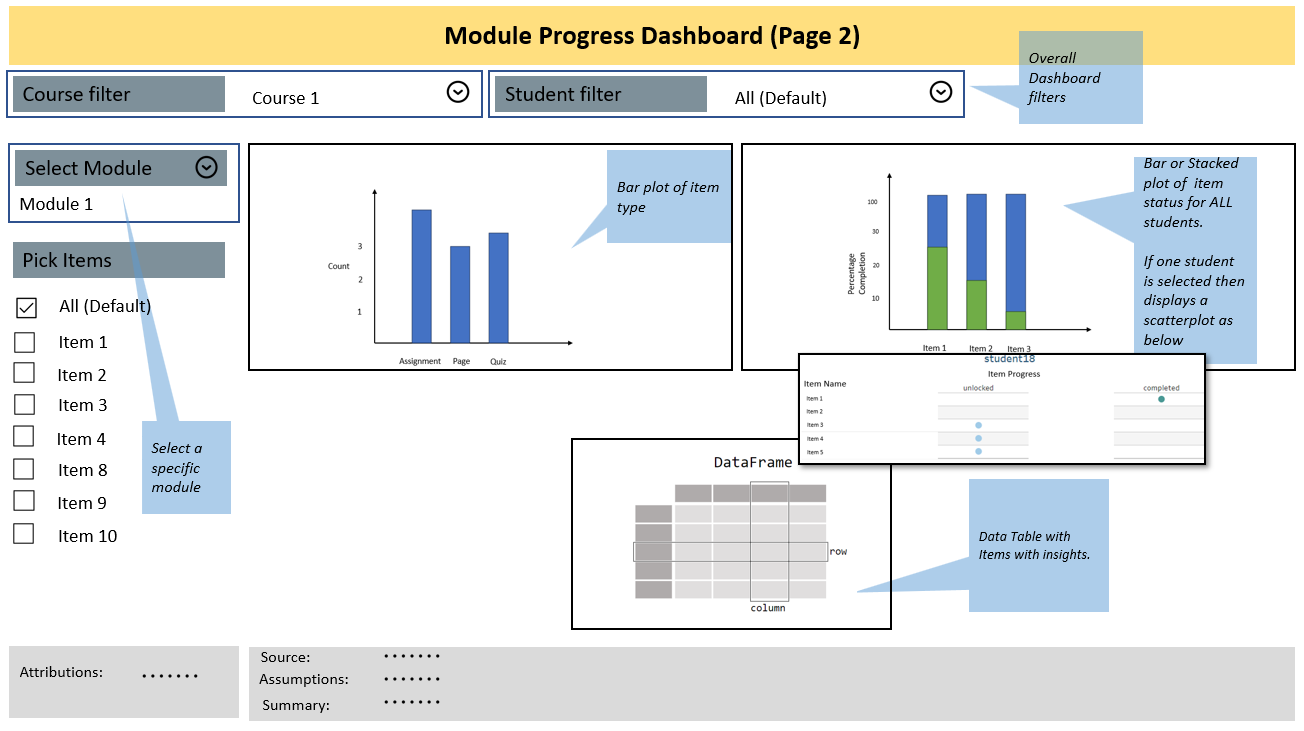 Module Progress Dashboard (Page 2)
Overall
Dashboard
filters
Course filter
Course 1
Student filter
All (Default)
Select Module
Module 1
Pick Items
All (Default)
Item 1
Item 2
Item 3
Item 4
Item 8
Item 9
Item 10
Select a
specific
module
Bar plot of item
type
3
Count
2
1
Assignment Page Quiz
Bar or Stacked
plot of item
status for ALL
students.
If one student
is selected then
displays a
scatterplot as
below
100
30
20
10
Percentage
Completion
Item 1 Item 2 Item 3
student18
Item Progress
Item Name
unlocked completed
Item 1
Item 2
Item 3
Item 4
Item 5
DataFrame
row
column
Data Table with
Items with insights.
Attributions: .......
Source: .......
Assumptions: .......
Summary: .......